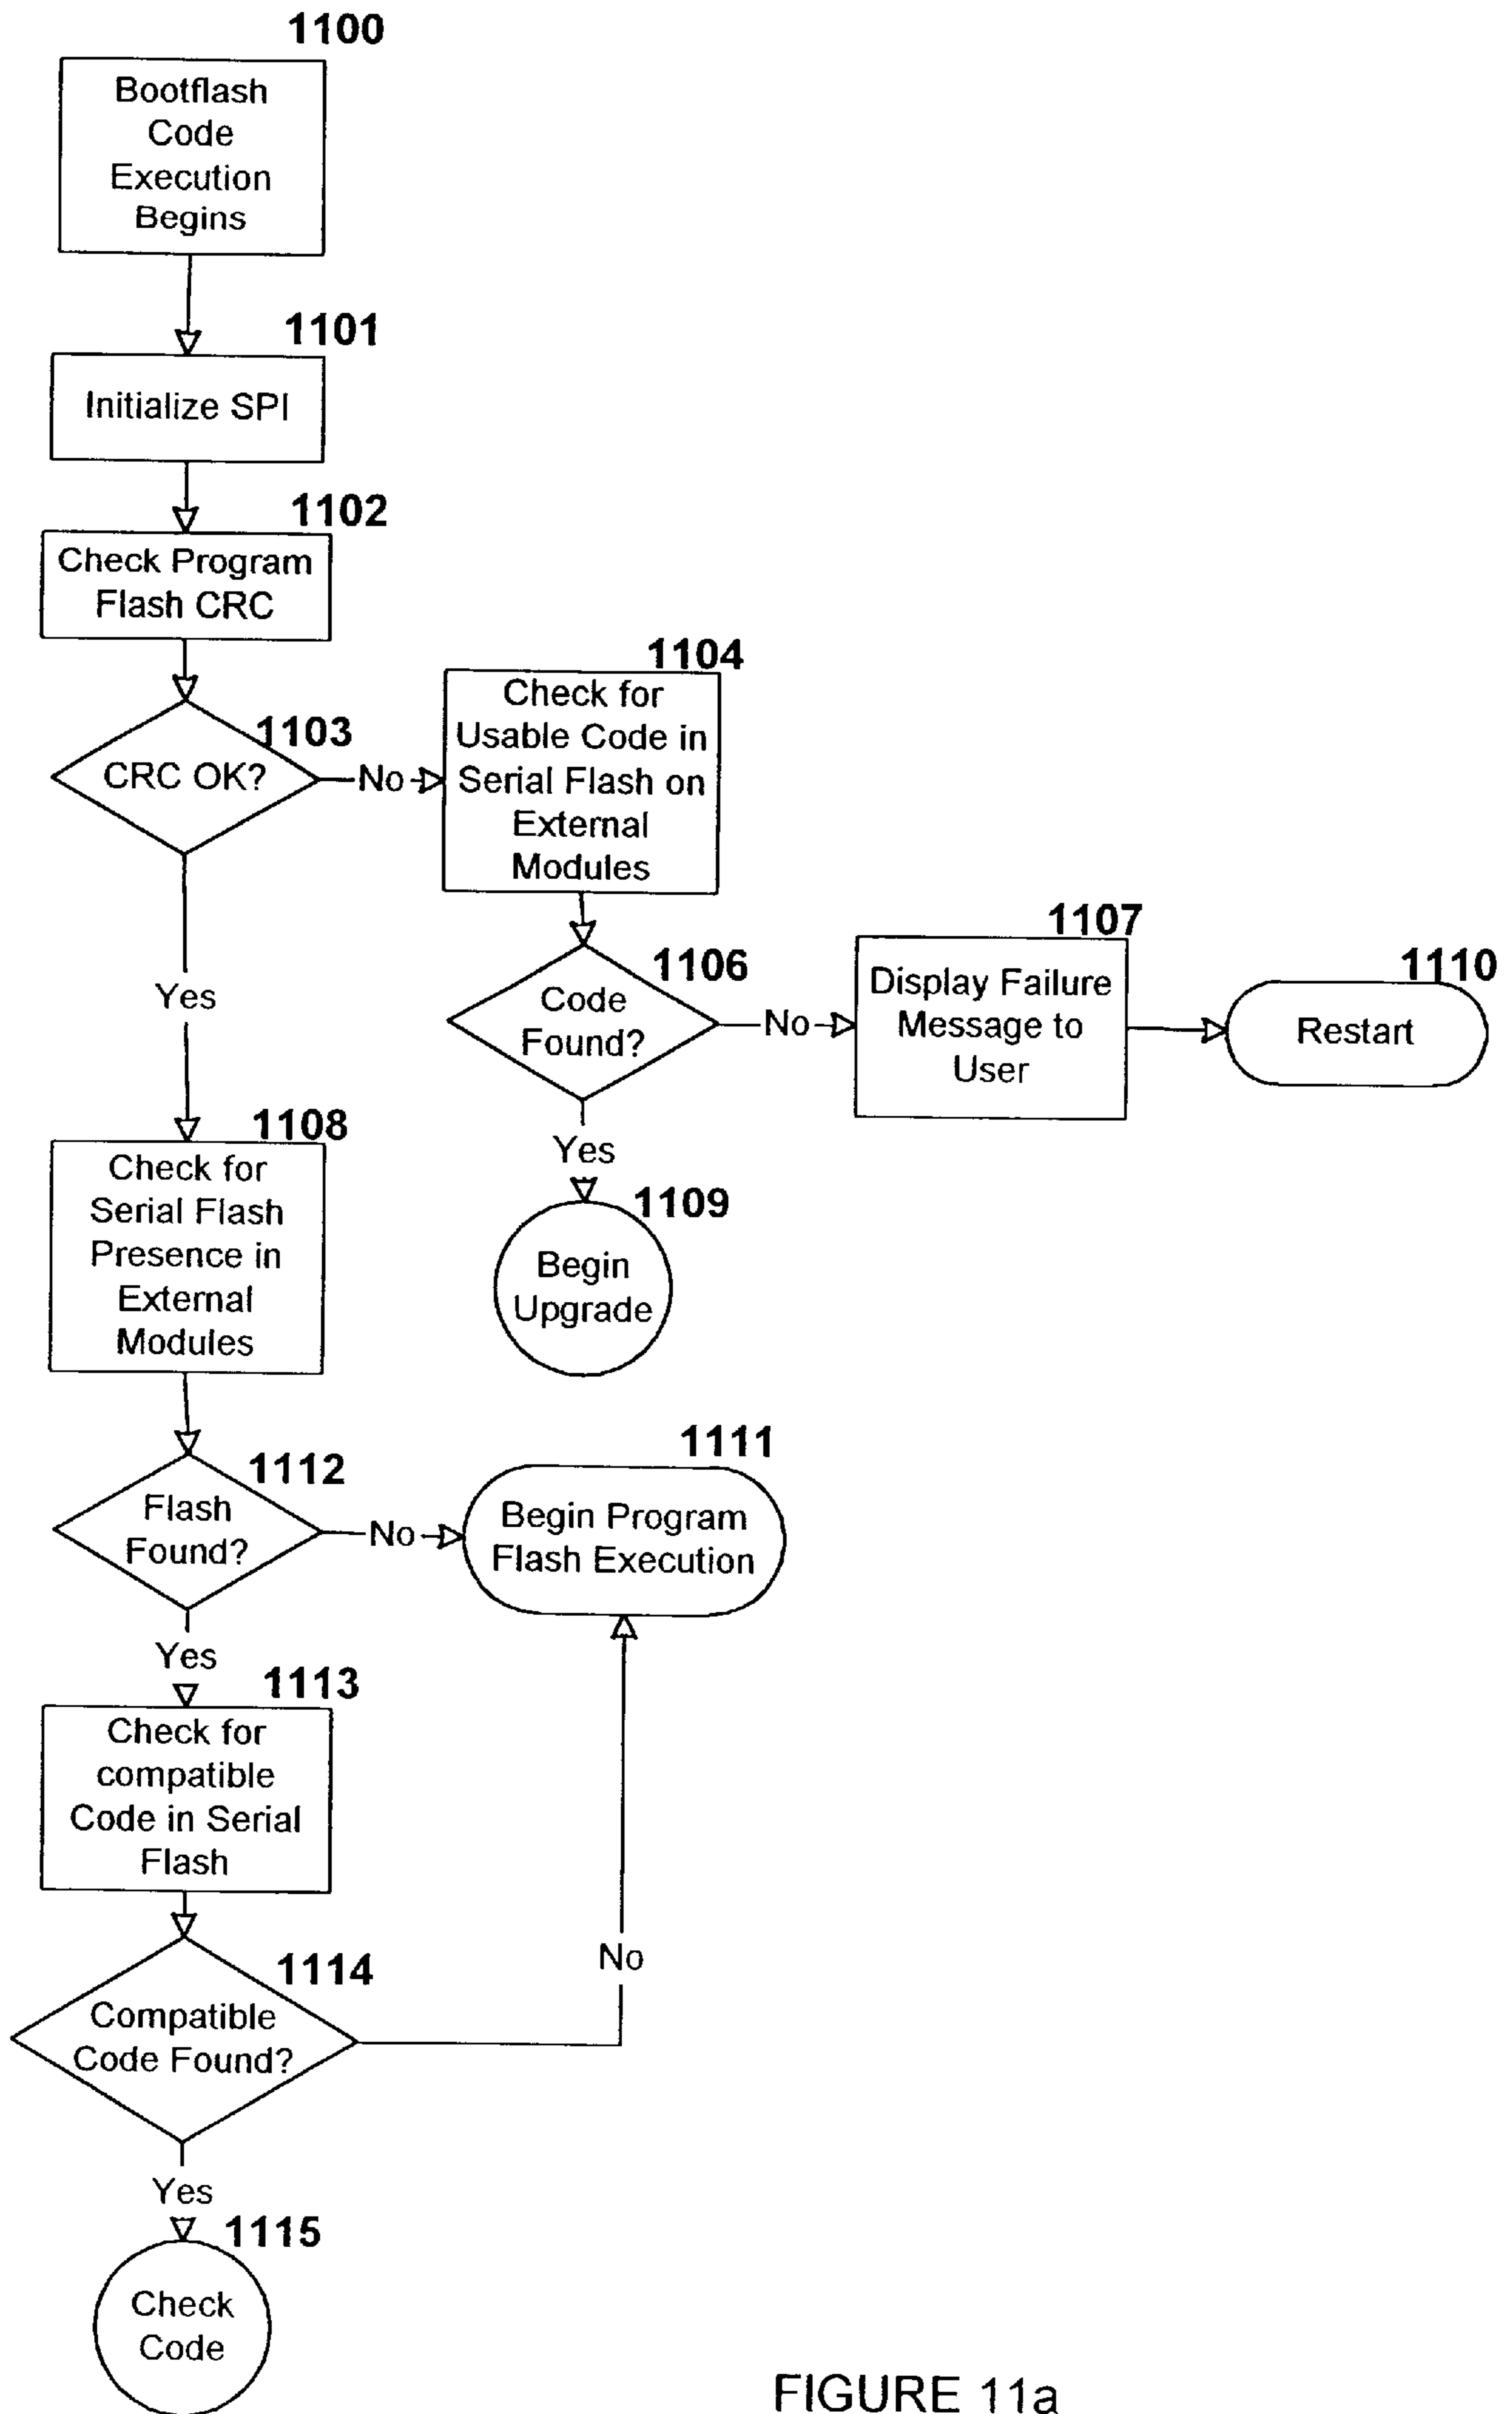 1100
Bootflash
Code
Execution
Begins
1101
Initialize SPI
1102
Check Program
Flash CRC
1103
CRC OK?
No
1104
Check for
Usable Code in
Serial Flash on
External
Modules
Yes
1106
Code
Found?
No
1107
Display Failure
Message to
User
1110
Restart
Yes
1109
Begin
Upgrade
1108
Check for
Serial Flash
Presence in
External
Modules
1112
Flash
Found?
No
1111
Begin Program
Flash Execution
Yes
1113
Check for
compatible
Code in Serial
Flash
1114
Compatible
Code Found?
No
Yes
1115
Check
Code
FIGURE 11a